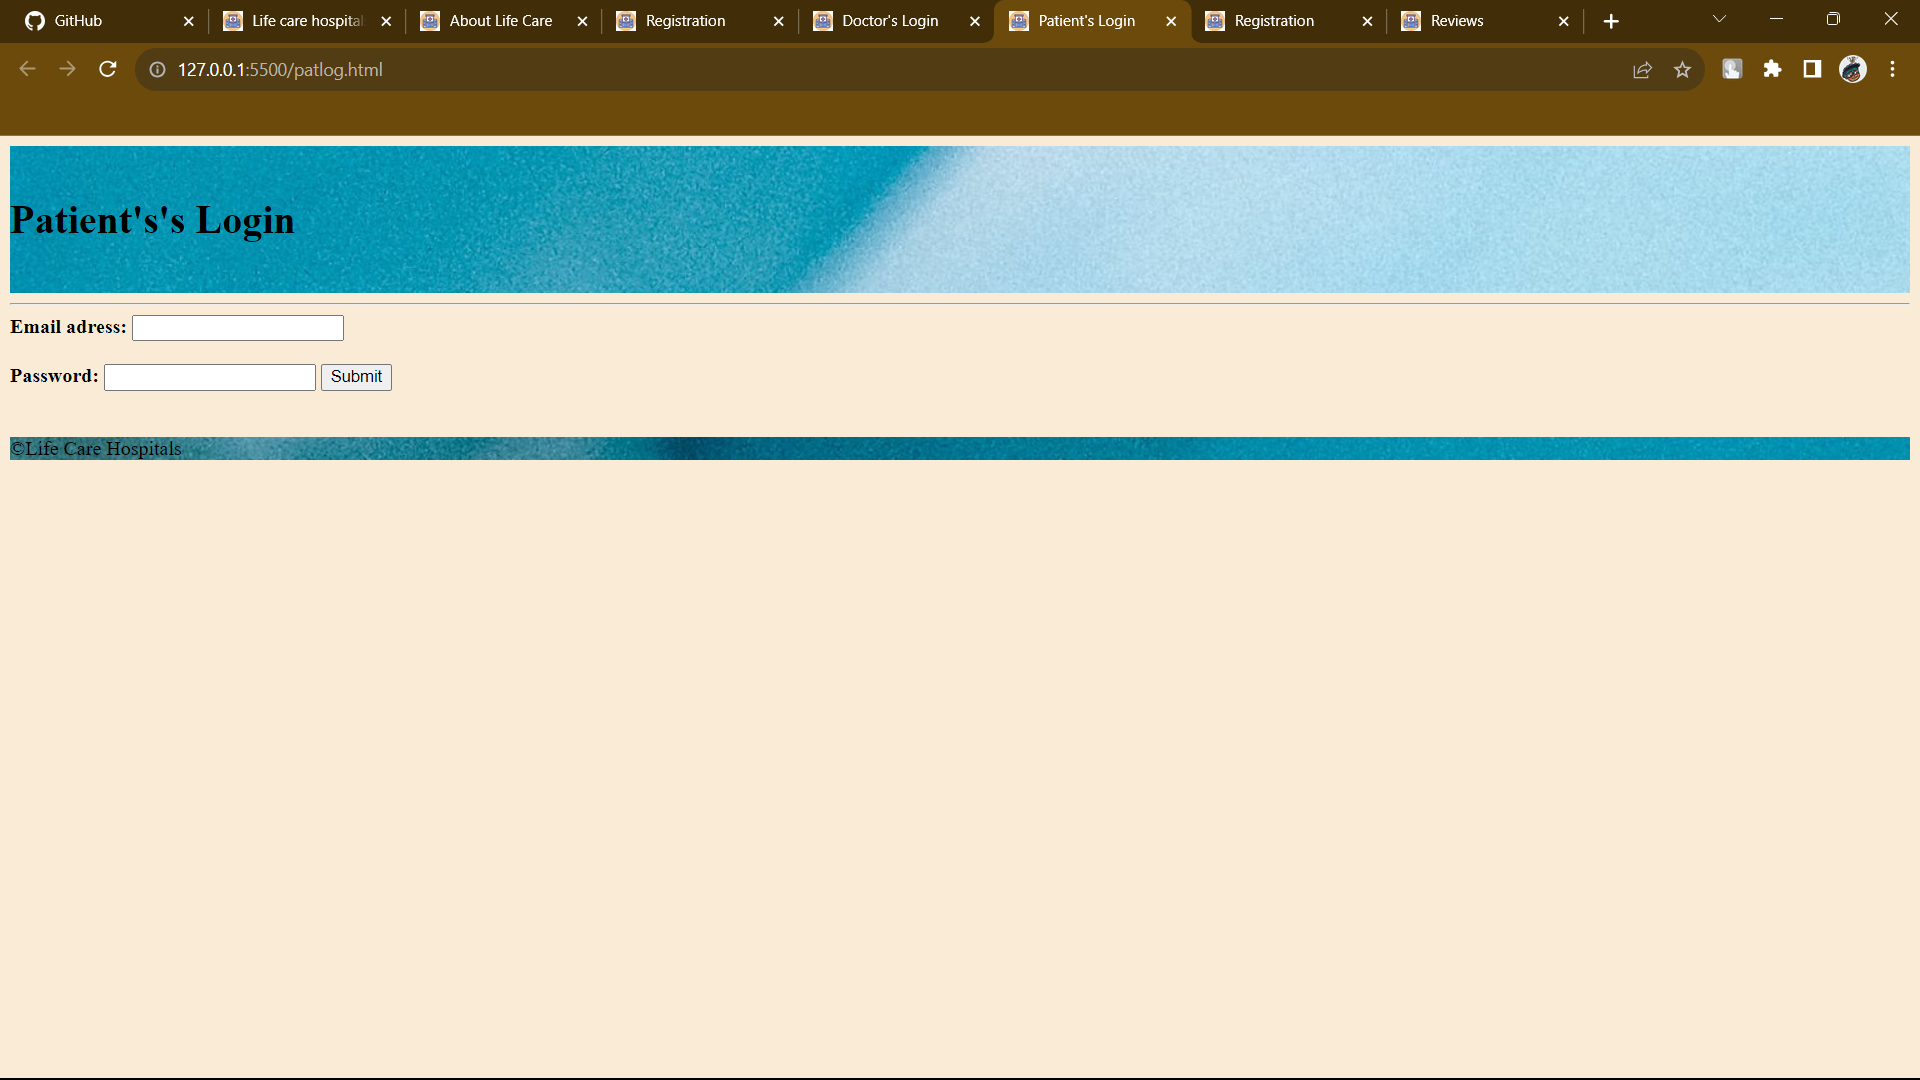 GitHub
Life care hospital
About Life Care
Registration
Doctor's Login
Patient's Login
Registration
Reviews
127.0.0.1:5500/patlog.html
Patient's's Login
Email adress:
Password: Submit
©Life Care Hospitals